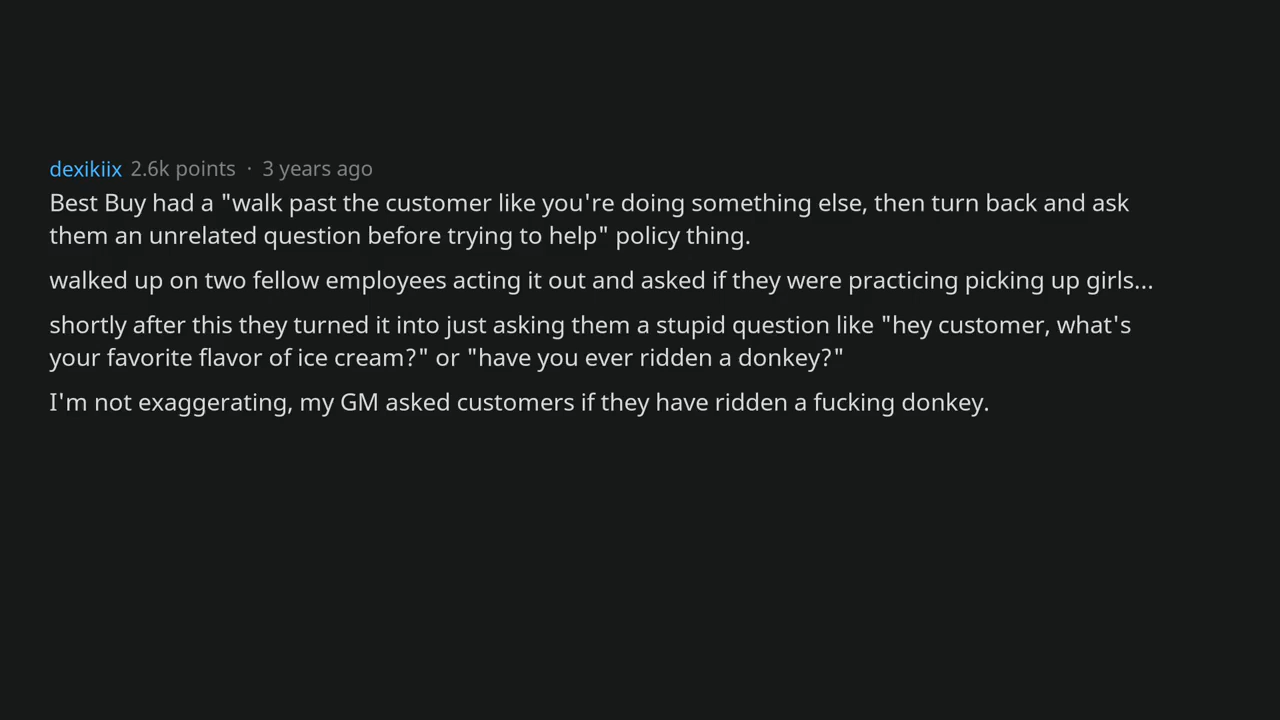 dexikiix 2.6k points · 3 years ago
Best Buy had a "walk past the customer like you're doing something else, then turn back and ask
them an unrelated question before trying to help" policy thing.
walked up on two fellow employees acting it out and asked if they were practicing picking up girls...
shortly after this they turned it into just asking them a stupid question like "hey customer, what's
your favorite flavor of ice cream?" or "have you ever ridden a donkey?"
I'm not exaggerating, my GM asked customers if they have ridden a fucking donkey.